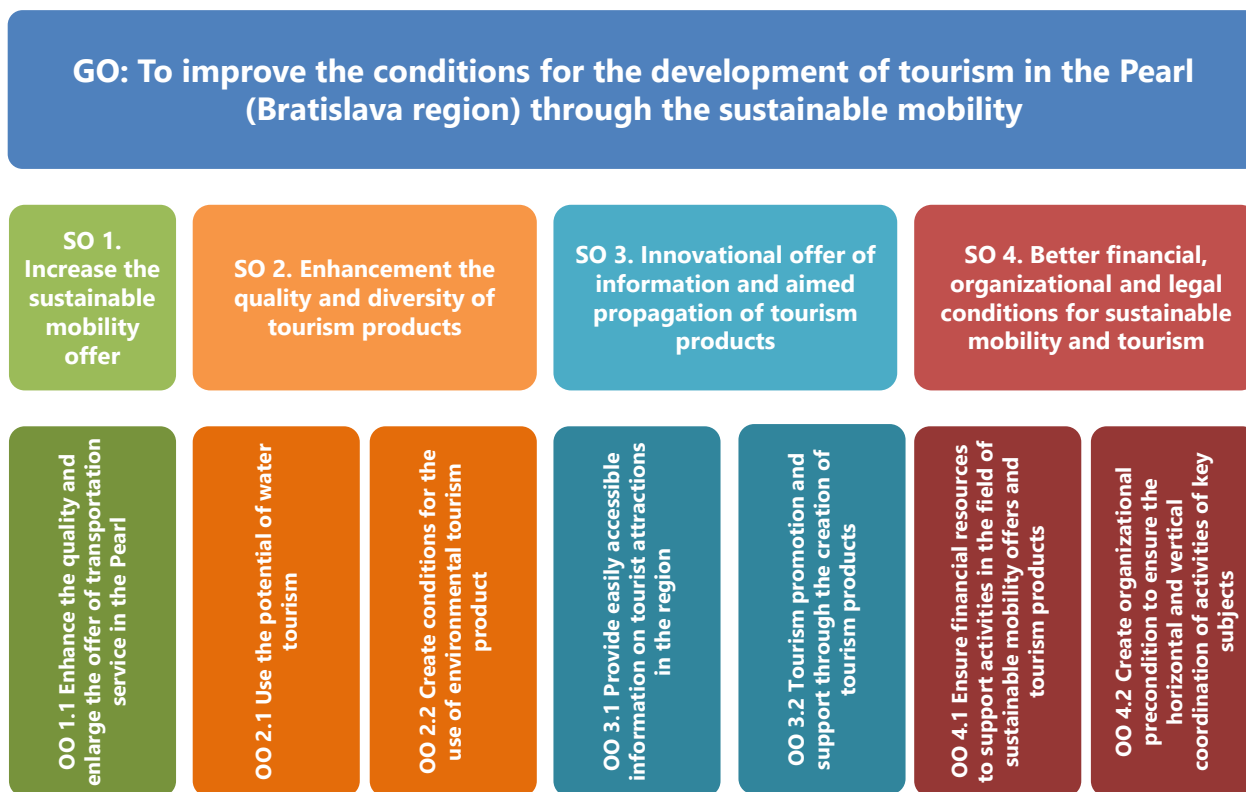 GO: To improve the conditions for the development of tourism in the Pearl
(Bratislava region) through the sustainable mobility
SO 1.
Increase the
sustainable
mobility
offer
SO 2. Enhancement the
quality and diversity of
tourism products
SO 3. Innovational offer of
information and aimed
propagation of tourism
products
SO 4. Better financial,
organizational and legal
conditions for sustainable
mobility and tourism
OO 1.1 Enhance the quality and
enlarge the offer of transportation
service in the Pearl
OO 2.1 Use the potential of water
tourism
OO 2.2 Create conditions for the
use of environmental tourism
product
OO 3.1 Provide easily accessible
information on tourist attractions
in the region
OO 3.2 Tourism promotion and
support through the creation of
tourism products
OO 4.1 Ensure financial resources
to support activities in the field of
sustainable mobility offers and
tourism products
OO 4.2 Create organizational
precondition to ensure the
horizontal and vertical
coordination of activities of key
subjects